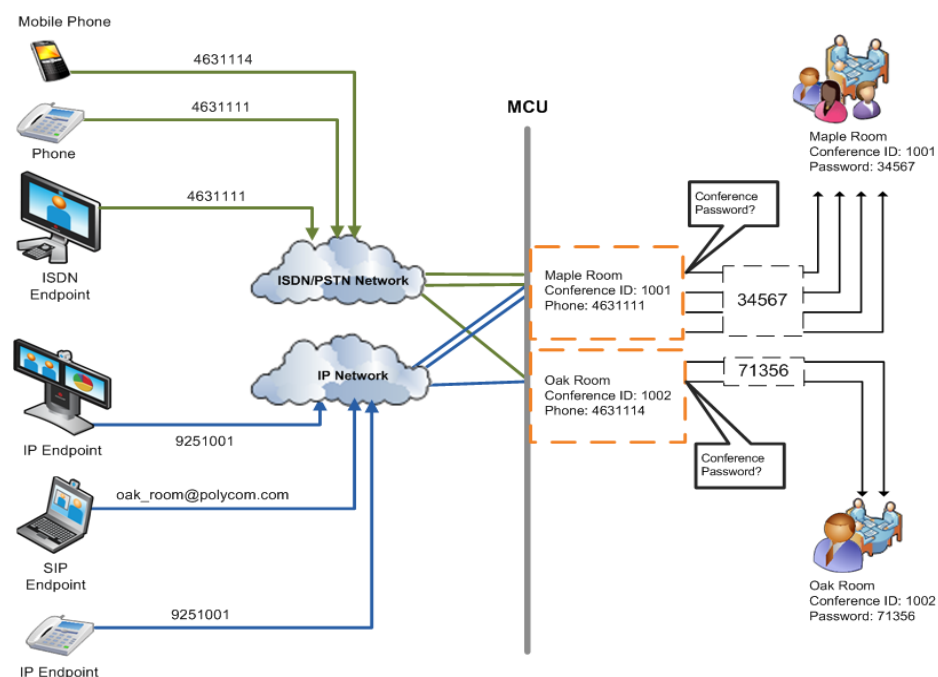 Mobile Phone
4631114
4631111
Phone
4631111
ISDN
Endpoint
ISDN/PSTN Network
IP Network
IP Endpoint
9251001
oak_room@polycom.com
SIP
Endpoint
9251001
IP Endpoint
MCU
Maple Room
Conference ID: 1001
Phone: 4631111
Oak Room
Conference ID: 1002
Phone: 4631114
Conference
Password?
34567
71356
Conference
Password?
Maple Room
Conference ID: 1001
Password: 34567
Oak Room
Conference ID: 1002
Password: 71356